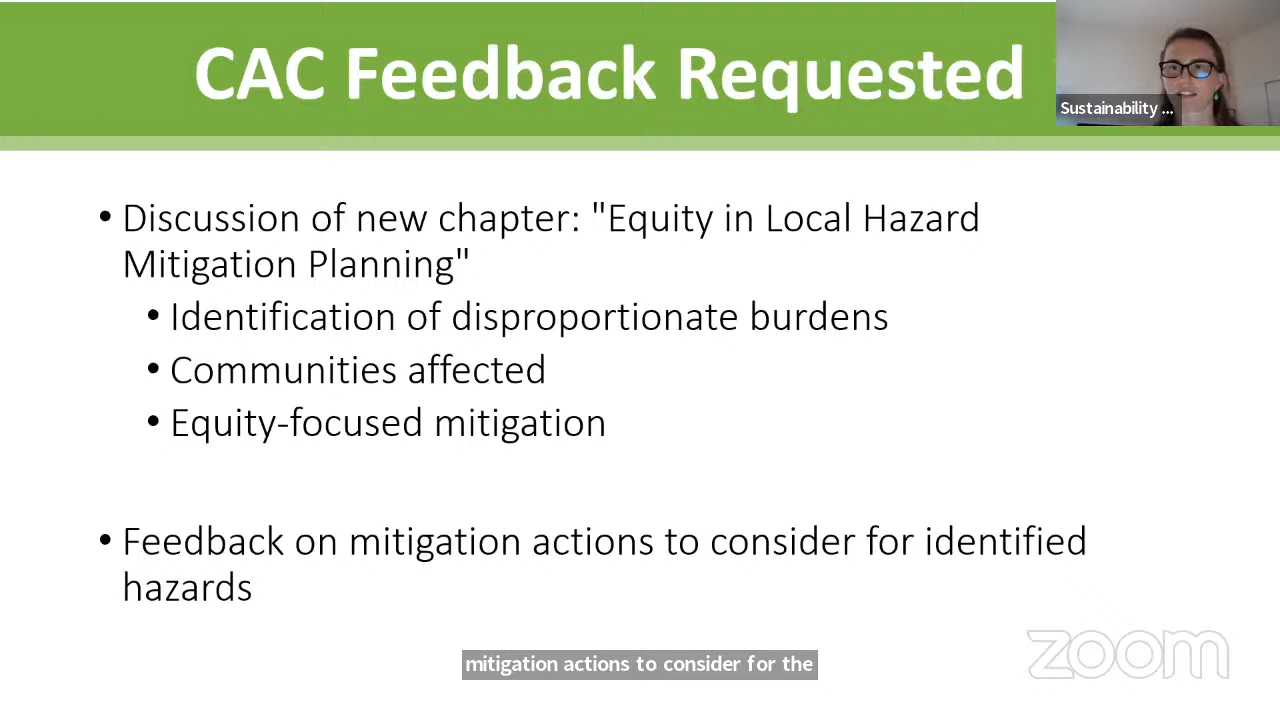 CAC Feedback Requested
Sustainability ...
• Discussion of new chapter: "Equity in Local Hazard
Mitigation Planning"
• Identification of disproportionate burdens
• Communities affected
• Equity-focused mitigation
• Feedback on mitigation actions to consider for identified
hazards
zoom
mitigation actions to consider for the